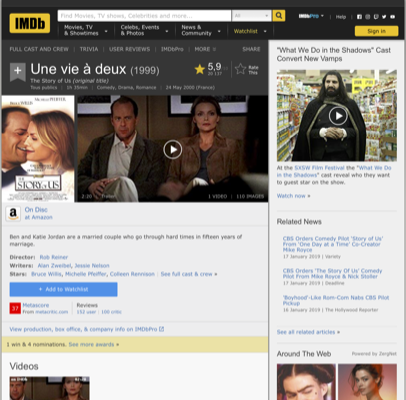 IMDb
Find Movies, TV shows, Celebrities and more...
All
IMDbPro
Help
Movies, TV
& Showtimes
Celebs, Events
& Photos
News &
Community
Watchlist
Sign in
FULL CAST AND CREW | TRIVIA | USER REVIEWS | IMDbPro | MORE
SHARE
Une vie à deux (1999)
5,9
Rate
This
The Story of Us (original title)
Tous publics | 1h 35min | Comedy, Drama, Romance | 24 May 2000 (France)
THE
STORY OF US
2:20
1 VIDEO | 110 IMAGES
On Disc
at Amazon
Ben and Katie Jordan are a married couple who go through hard times in fifteen years of
marriage.
Director: Rob Reiner
Writers: Alan Zweibel, Jessie Nelson
Stars: Bruce Willis, Michelle Pfeiffer, Colleen Rennison | See full cast & crew »
+ Add to Watchlist
37
Metascore
From metacritic.com
Reviews
152 user | 100 critic
View production, box office, & company info on IMDbPro
1 win & 4 nominations. See more awards »
Videos
"What We Do in the Shadows" Cast
Convert New Vamps
At the SXSW Film Festival the "What We Do
in the Shadows" cast reveal who they want
to guest star on the show.
Watch now »
Related News
CBS Orders Comedy Pilot 'Story of Us'
From 'One Day at a Time' Co-Creator
Mike Royce
17 January 2019 | Variety
CBS Orders 'The Story Of Us' Comedy
Pilot From Mike Royce & Nick Stoller
17 January 2019 | Deadline
'Boyhood'-Like Rom-Com Nabs CBS Pilot
Pickup
16 January 2019 | The Hollywood Reporter
See all related articles »
Around The Web
Powered by ZergNet